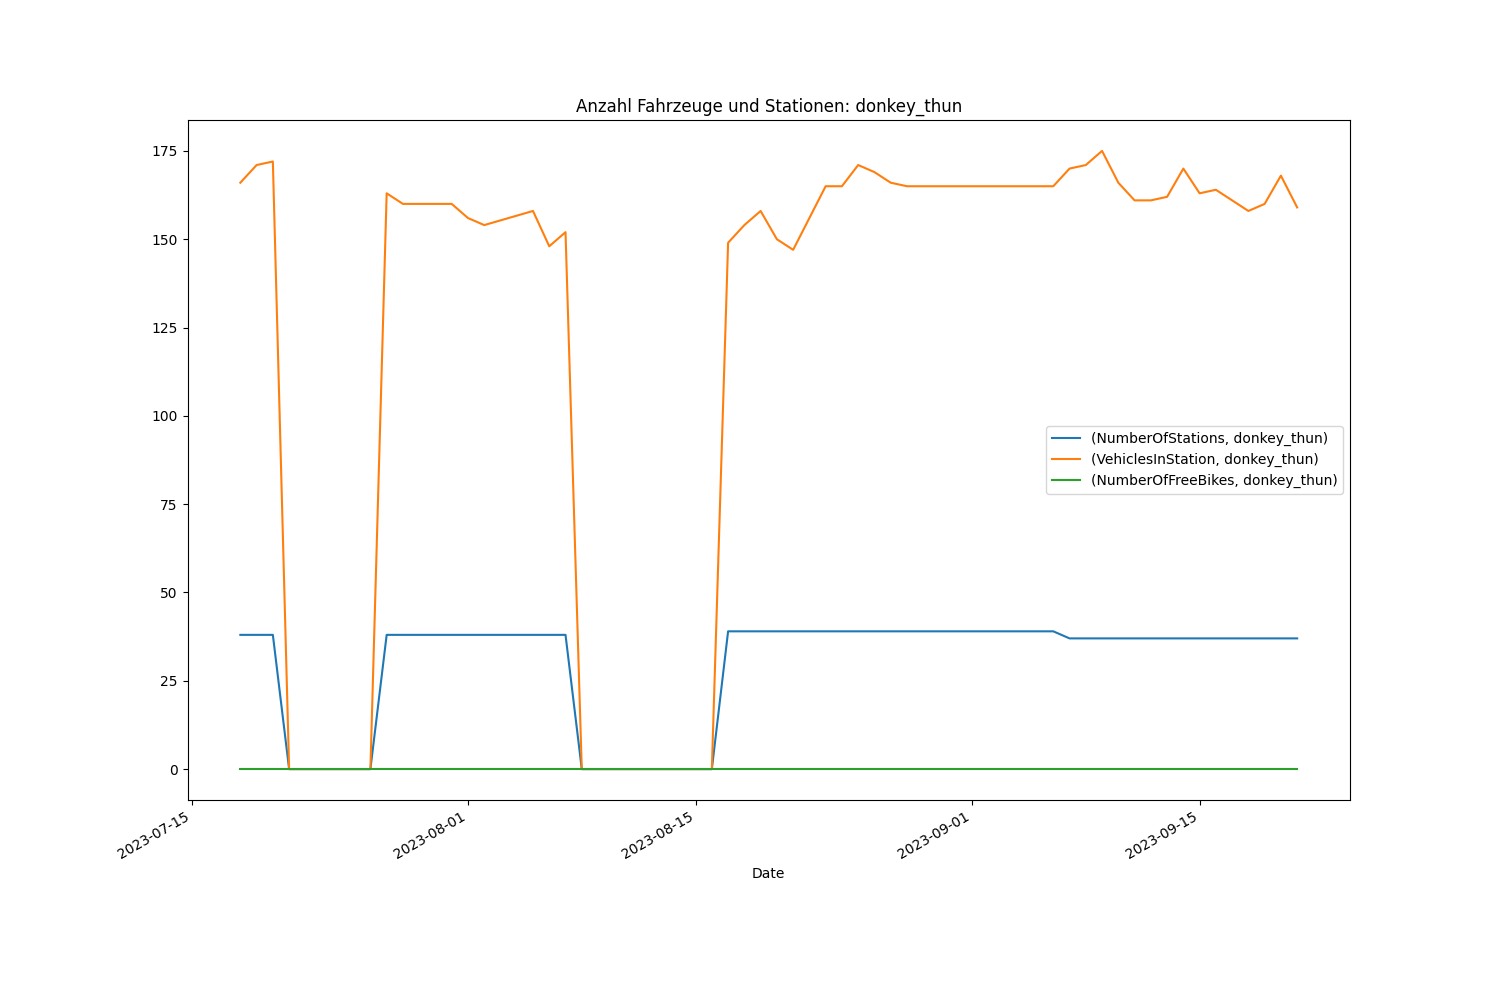 Anzahl Fahrzeuge und Stationen: donkey_thun
175
150
125
100
75
50
25
0
(NumberOfStations, donkey_thun)
(VehiclesInStation, donkey_thun)
(NumberOfFreeBikes, donkey_thun)
2023-07-15
2023-08-01
2023-08-15
2023-09-01
2023-09-15
Date